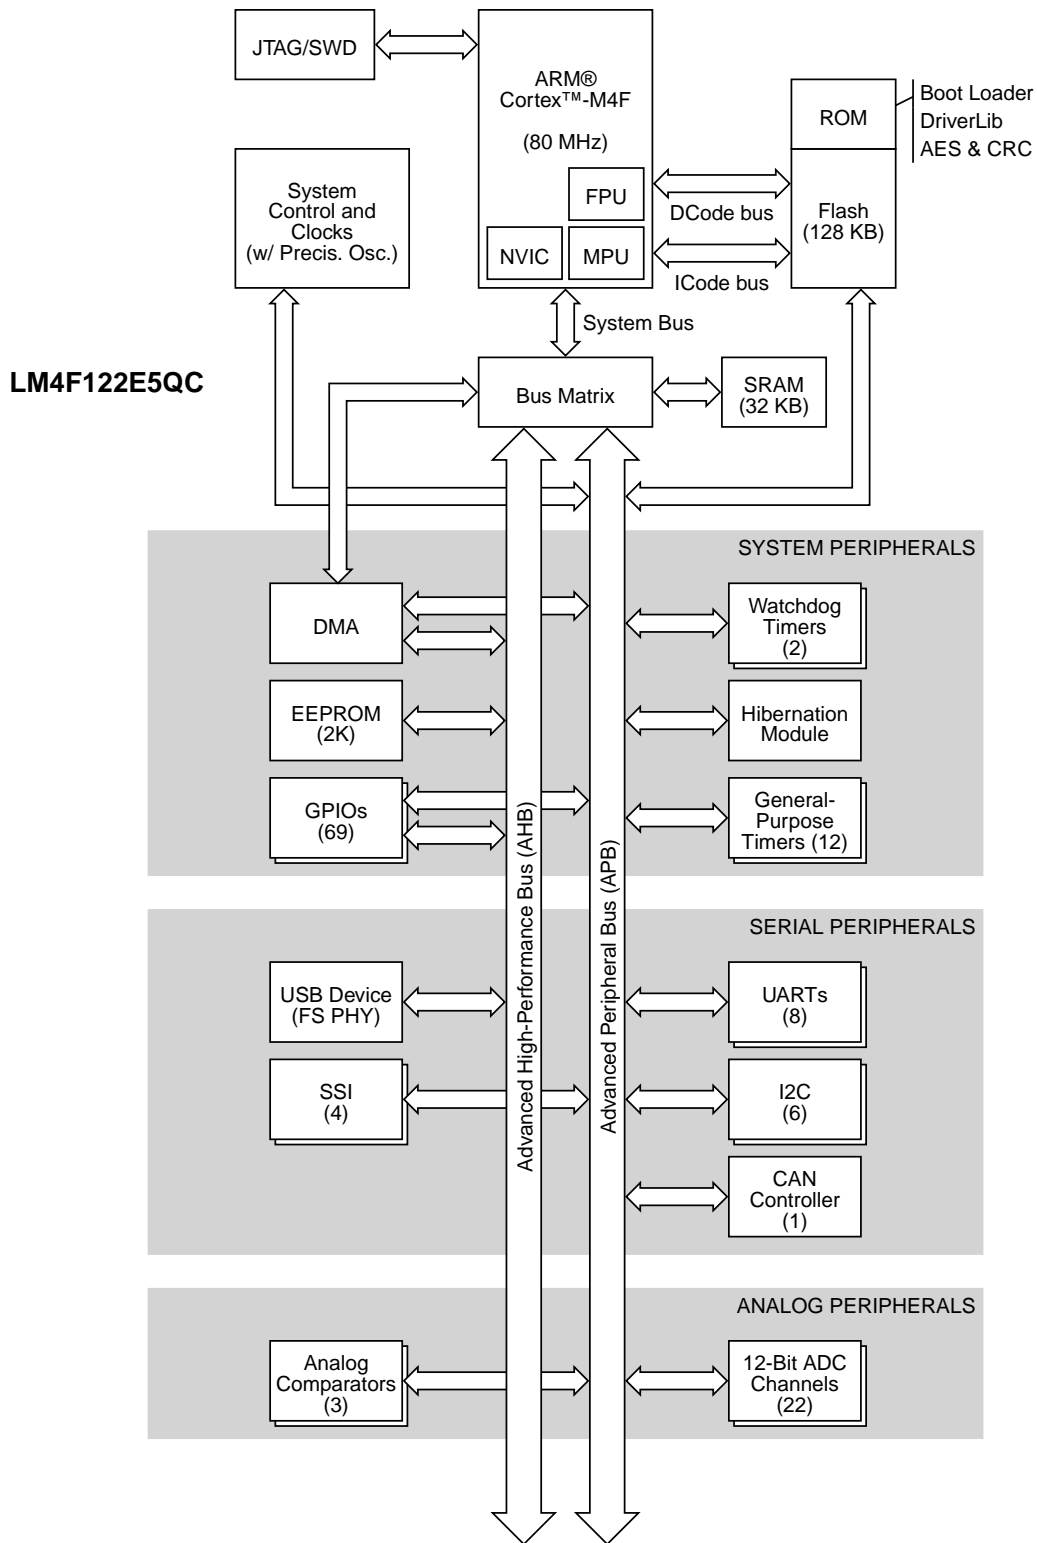 JTAG/SWD
ARM®
Cortex™-M4F
(80 MHz)
ROM
Boot Loader
DriverLib
AES & CRC
System
Control and
Clocks
(w/ Precis. Osc.)
FPU
NVIC
MPU
DCode bus
ICode bus
Flash
(128 KB)
System Bus
LM4F122E5QC
Bus Matrix
SRAM
(32 KB)
SYSTEM PERIPHERALS
DMA
Watchdog
Timers
(2)
EEPROM
(2K)
Hibernation
Module
GPIOs
(69)
General-
Purpose
Timers (12)
Advanced High-Performance Bus (AHB)
Advanced Peripheral Bus (APB)
SERIAL PERIPHERALS
USB Device
(FS PHY)
UARTs
(8)
SSI
(4)
I2C
(6)
CAN
Controller
(1)
ANALOG PERIPHERALS
Analog
Comparators
(3)
12-Bit ADC
Channels
(22)